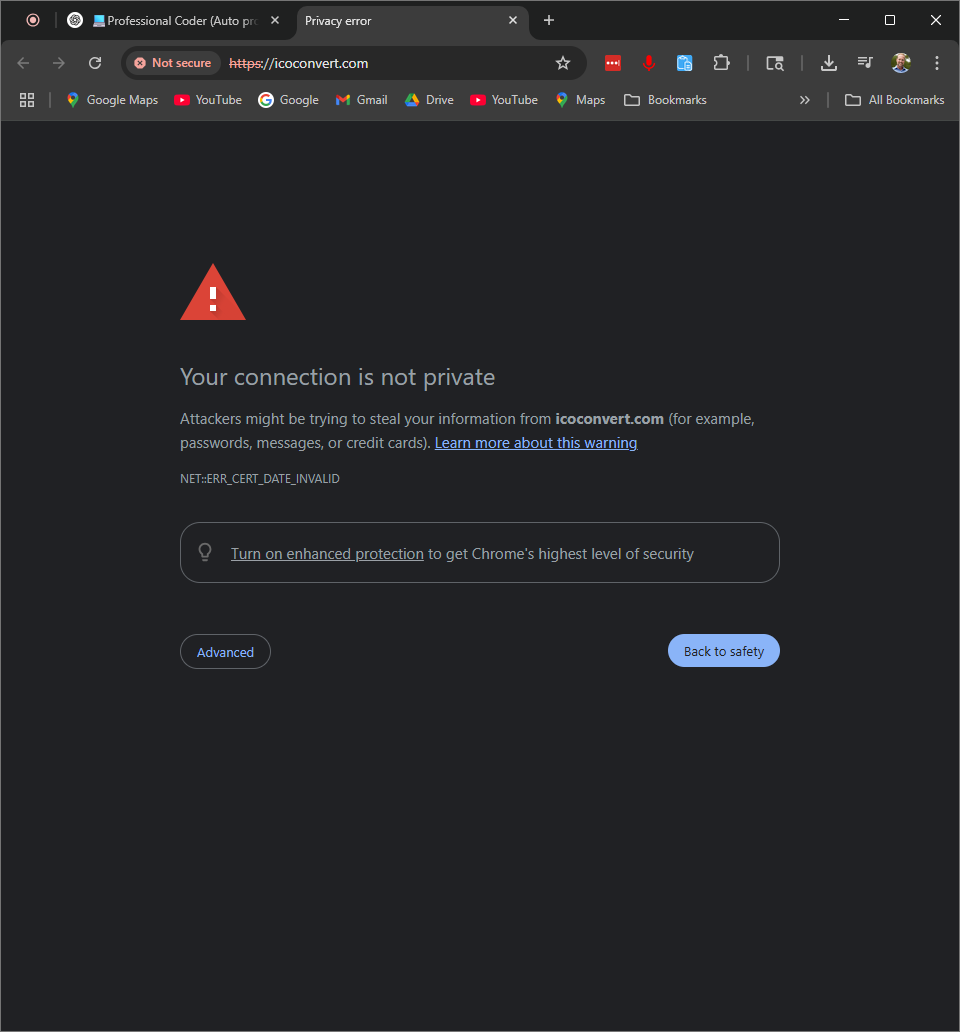 Professional Coder (Auto pro
Privacy error
Not secure
https://icoconvert.com
Google Maps
YouTube
Google
Gmail
Drive
YouTube
Maps
Bookmarks
All Bookmarks
Your connection is not private
Attackers might be trying to steal your information from icoconvert.com (for example,
passwords, messages, or credit cards). Learn more about this warning
NET::ERR_CERT_DATE_INVALID
Turn on enhanced protection to get Chrome's highest level of security
Advanced
Back to safety